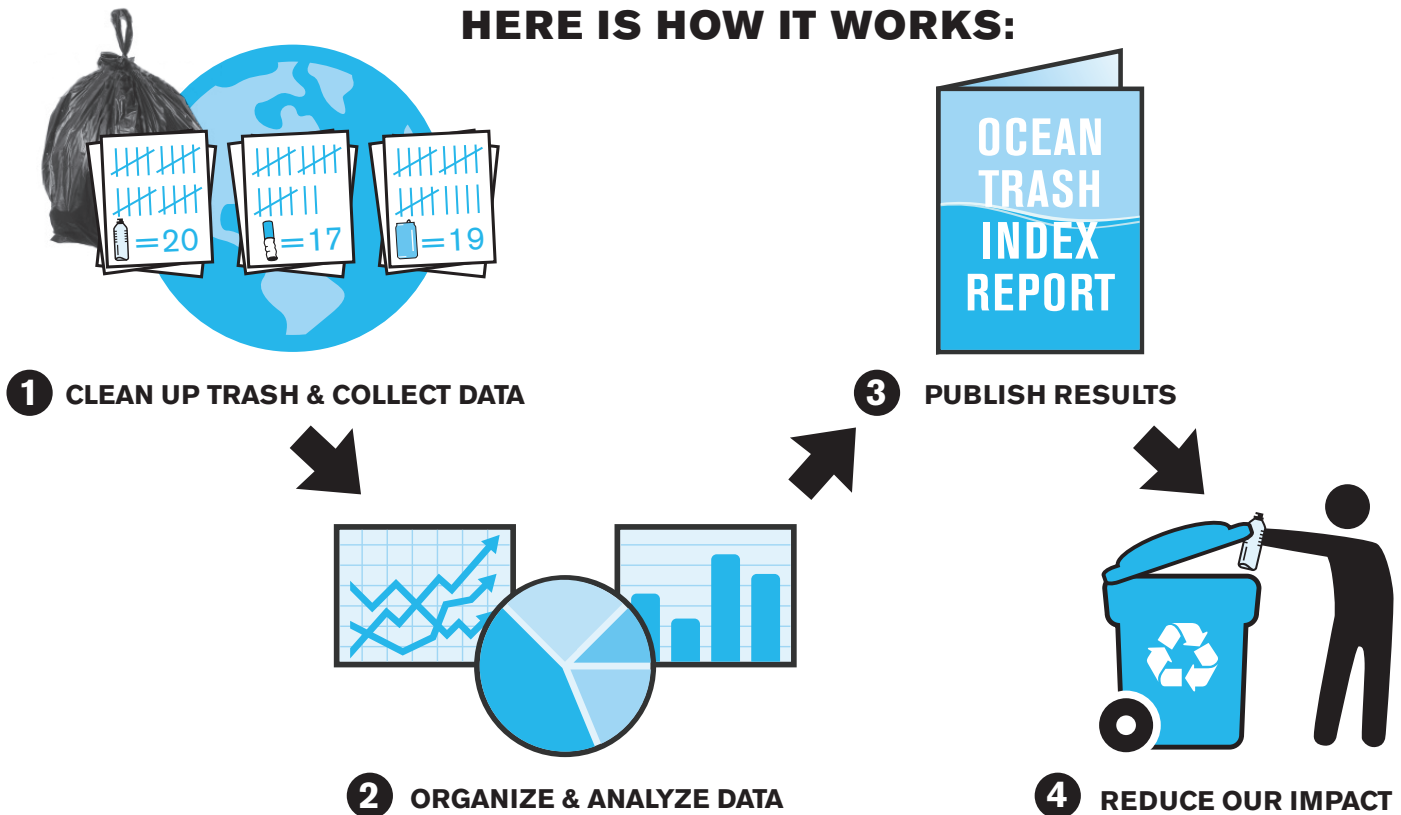 HERE IS HOW IT WORKS:
=20
=17
=19
1 CLEAN UP TRASH & COLLECT DATA
2 ORGANIZE & ANALYZE DATA
OCEAN
TRASH
INDEX
REPORT
3 PUBLISH RESULTS
4 REDUCE OUR IMPACT